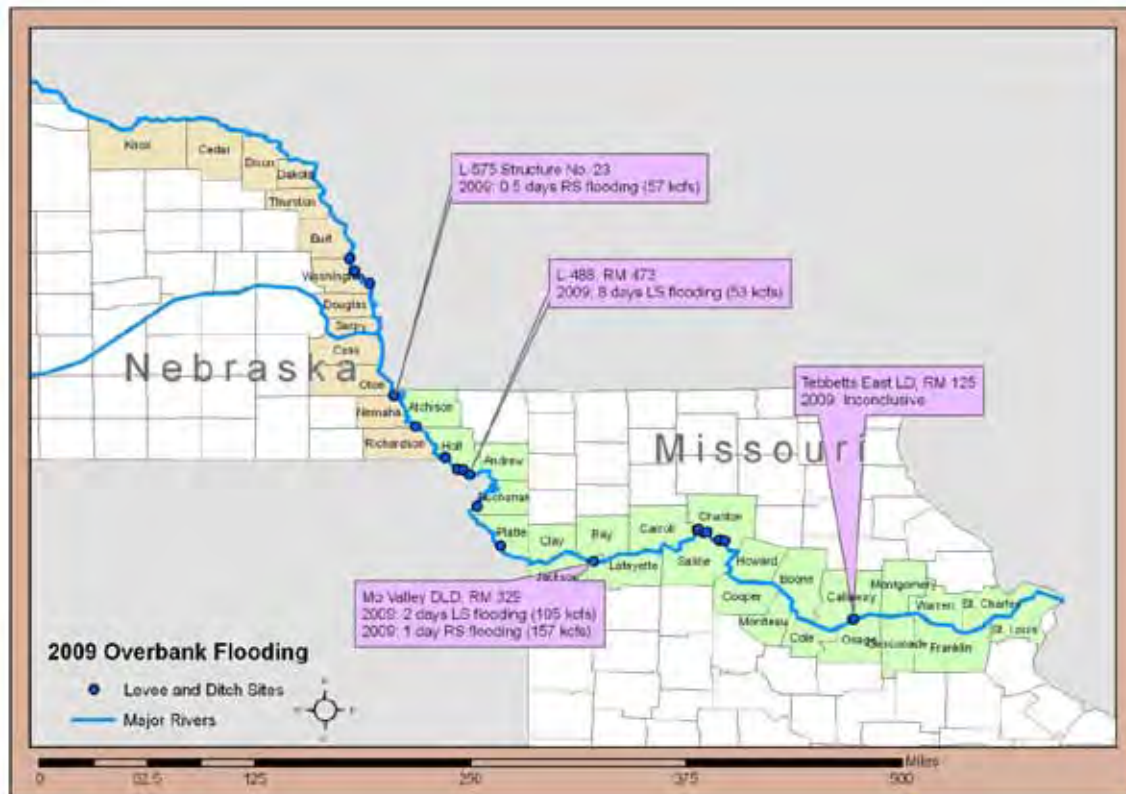 Knox
Cedar
Dixon
Dakota
Thurston
Burt
Washington
Douglas
Sarpy
Cass
Otoe
Nemaha
Richardson
Nebraska
L-575 Structure No. 23
2009: 0.5 days RS flooding (57 kcfs)
L-488, RM 473
2009: 8 days LS flooding (53 kcfs)
Tebbetts East LD, RM 125
2009: Inconclusive
Missouri
Atchison
Holt
Andrew
Buchanan
Platte
Clay
Ray
Carroll
Chariton
Jackson
Lafayette
Saline
Howard
Boone
Cooper
Moniteau
Cole
Callaway
Osage
Montgomery
Gasconade
Warren
Franklin
St. Charles
St. Louis
Mo Valley DLD, RM 329
2009: 2 days LS flooding (105 kcfs)
2009: 1 day RS flooding (157 kcfs)
2009 Overbank Flooding
Levee and Ditch Sites
Major Rivers
Miles
0 62.5 125 250 375 500